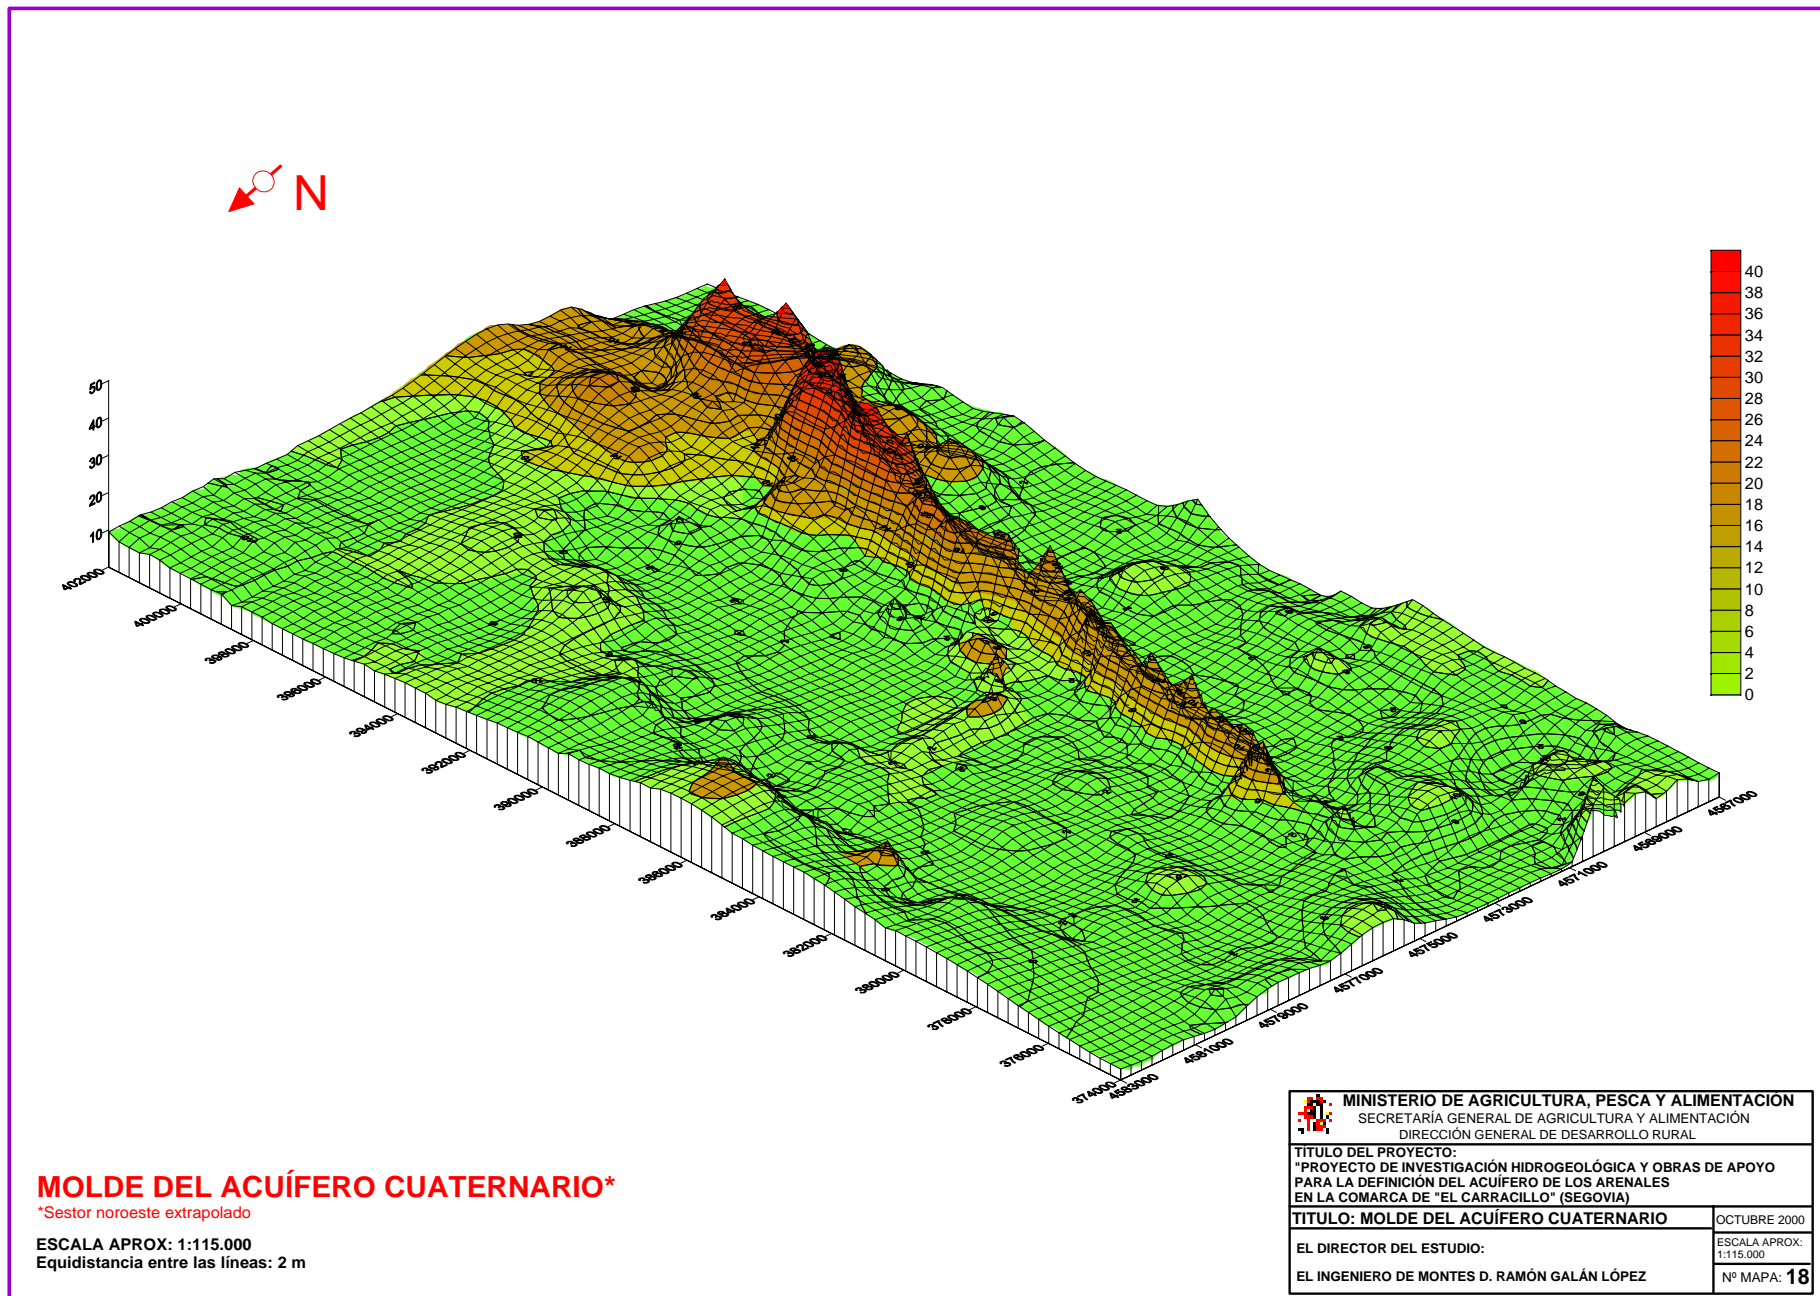 N
40
38
36
34
32
30
28
26
24
22
20
18
16
14
12
10
8
6
4
2
0
50
40
30
20
10
402000
400000
398000
396000
394000
392000
390000
388000
386000
384000
382000
380000
378000
376000
374000
4583000
4581000
4579000
4577000
4575000
4573000
4571000
4569000
4567000
MOLDE DEL ACUÍFERO CUATERNARIO*
*Sestor noroeste extrapolado
ESCALA APROX: 1:115.000
Equidistancia entre las líneas: 2 m
MINISTERIO DE AGRICULTURA, PESCA Y ALIMENTACIÓN
SECRETARÍA GENERAL DE AGRICULTURA Y ALIMENTACIÓN
DIRECCIÓN GENERAL DE DESARROLLO RURAL
TÍTULO DEL PROYECTO:
"PROYECTO DE INVESTIGACIÓN HIDROGEOLÓGICA Y OBRAS DE APOYO
PARA LA DEFINICIÓN DEL ACUÍFERO DE LOS ARENALES
EN LA COMARCA DE "EL CARRACILLO" (SEGOVIA)
TITULO: MOLDE DEL ACUÍFERO CUATERNARIO
OCTUBRE 2000
EL DIRECTOR DEL ESTUDIO:
ESCALA APROX:
1:115.000
EL INGENIERO DE MONTES D. RAMÓN GALÁN LÓPEZ
Nº MAPA: 18